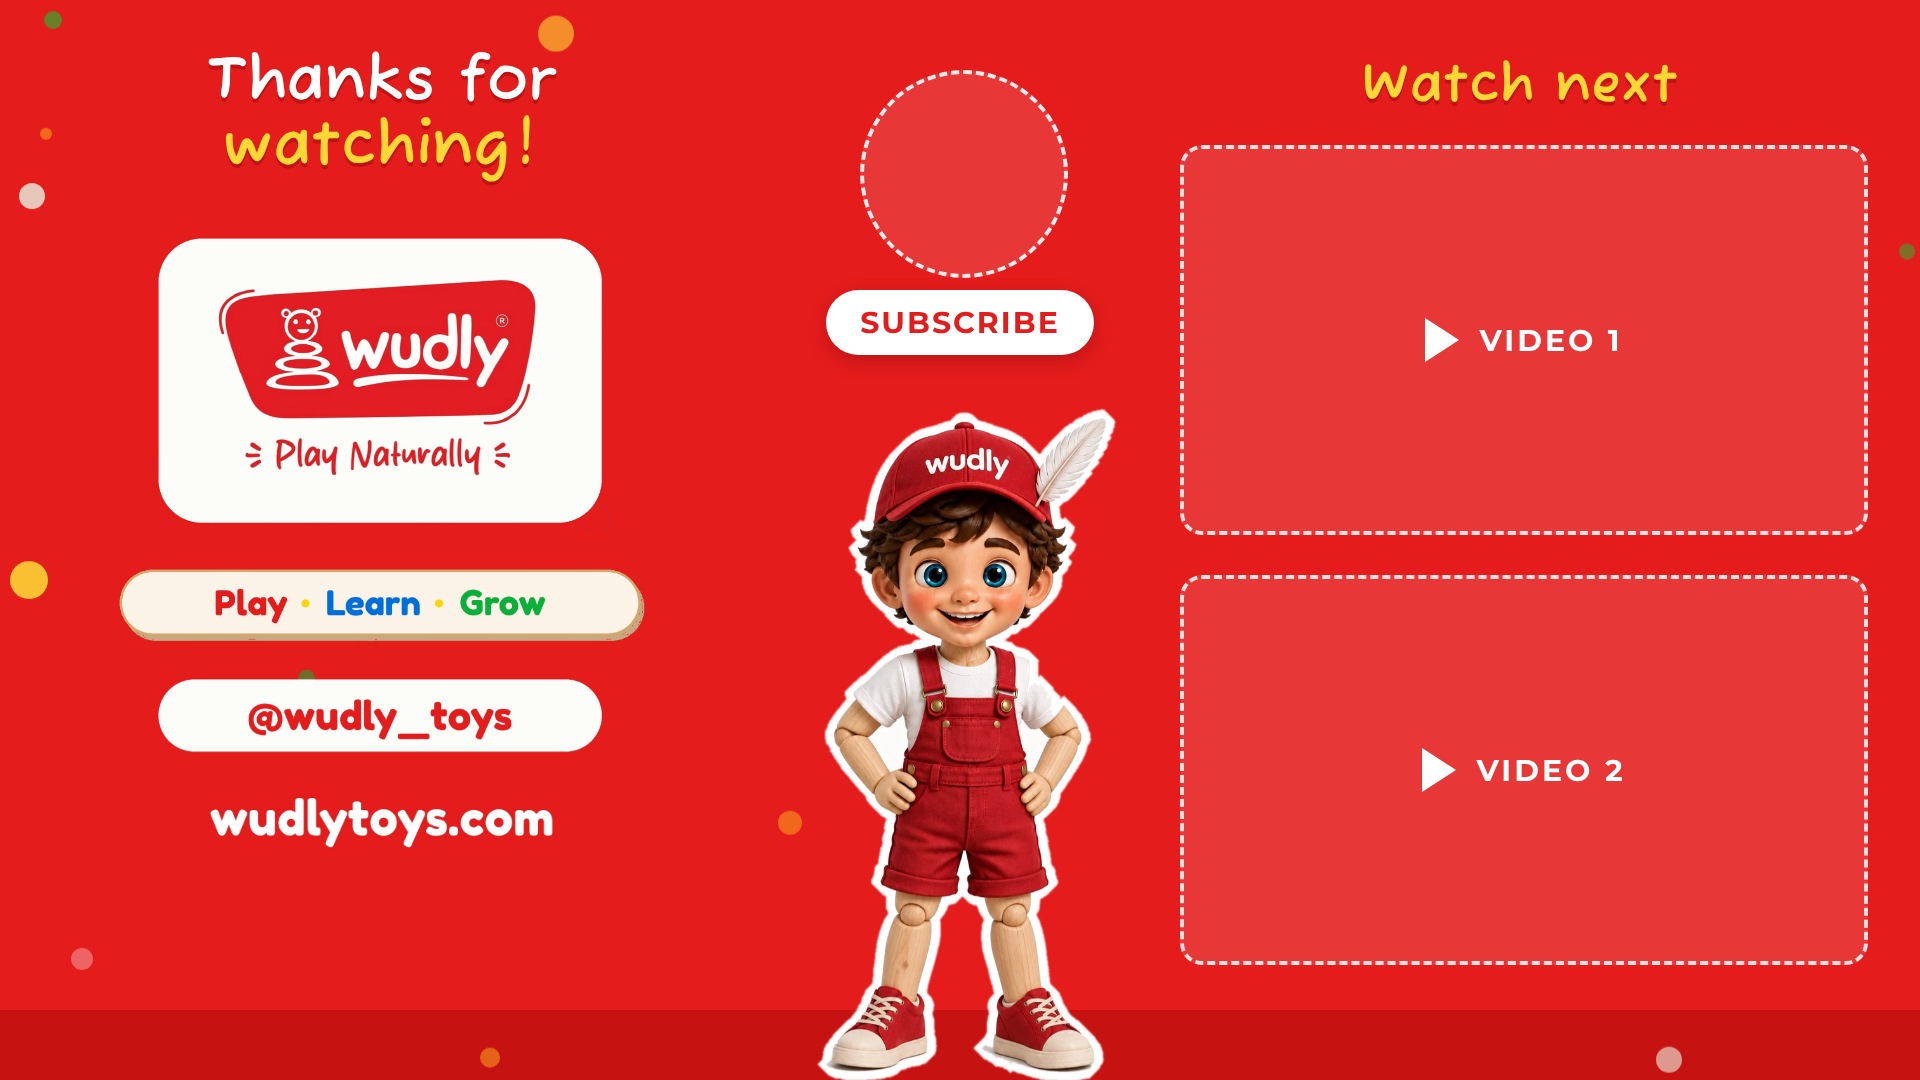 Thanks for
watching!
wudly®
Play Naturally
Play • Learn • Grow
@wudly_toys
wudlytoys.com
SUBSCRIBE
wudly
Watch next
VIDEO 1
VIDEO 2